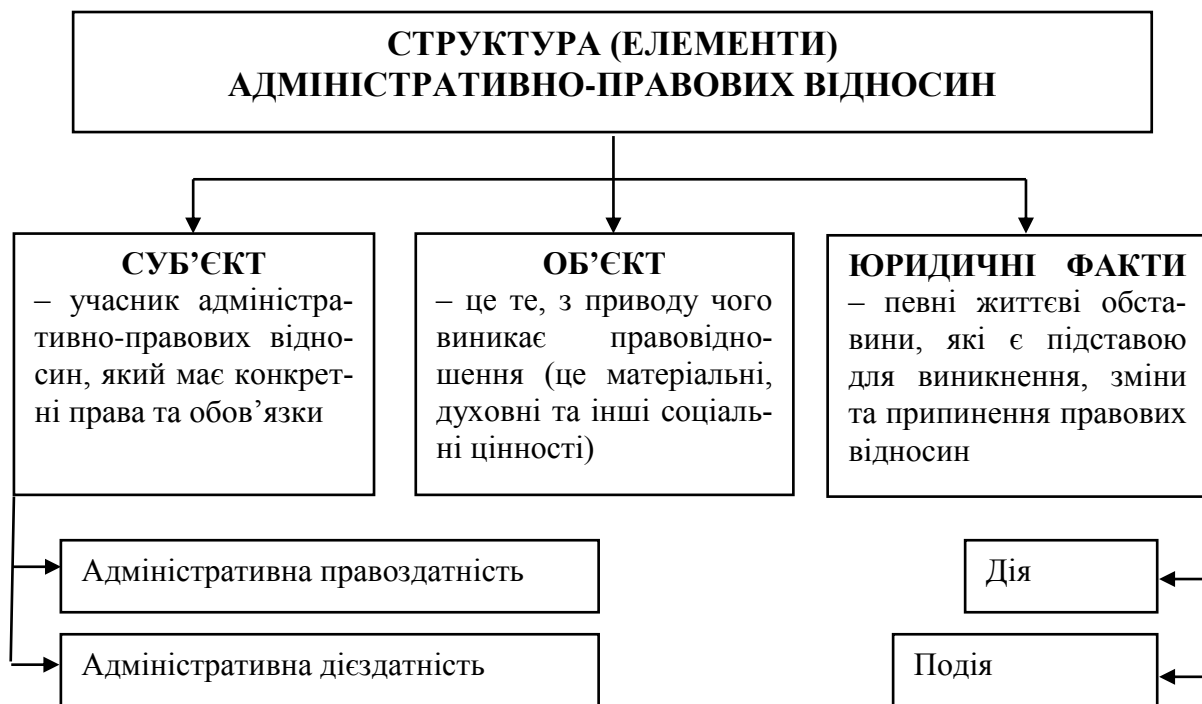 СТРУКТУРА (ЕЛЕМЕНТИ)
АДМІНІСТРАТИВНО-ПРАВОВИХ ВІДНОСИН
СУБ’ЄКТ
– учасник адміністра-
тивно-правових відно-
син, який має конкрет-
ні права та обов’язки
ОБ’ЄКТ
– це те, з приводу чого
виникає правовідно-
шення (це матеріальні,
духовні та інші соціаль-
ні цінності)
ЮРИДИЧНІ ФАКТИ
– певні життєві обста-
вини, які є підставою
для виникнення, зміни
та припинення правових
відносин
Адміністративна правоздатність
Дія
Адміністративна дієздатність
Подія